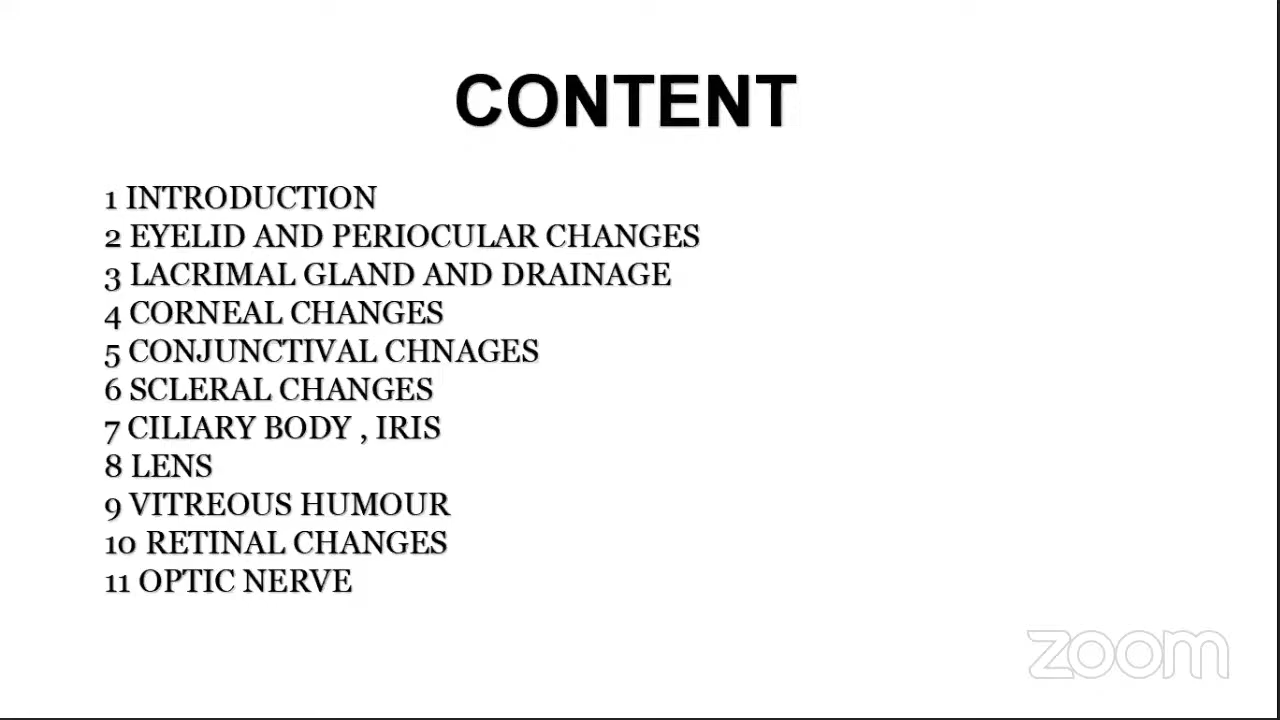 CONTENT
1 INTRODUCTION
2 EYELID AND PERIOCULAR CHANGES
3 LACRIMAL GLAND AND DRAINAGE
4 CORNEAL CHANGES
5 CONJUNCTIVAL CHNAGES
6 SCLERAL CHANGES
7 CILIARY BODY , IRIS
8 LENS
9 VITREOUS HUMOUR
10 RETINAL CHANGES
11 OPTIC NERVE
zoom